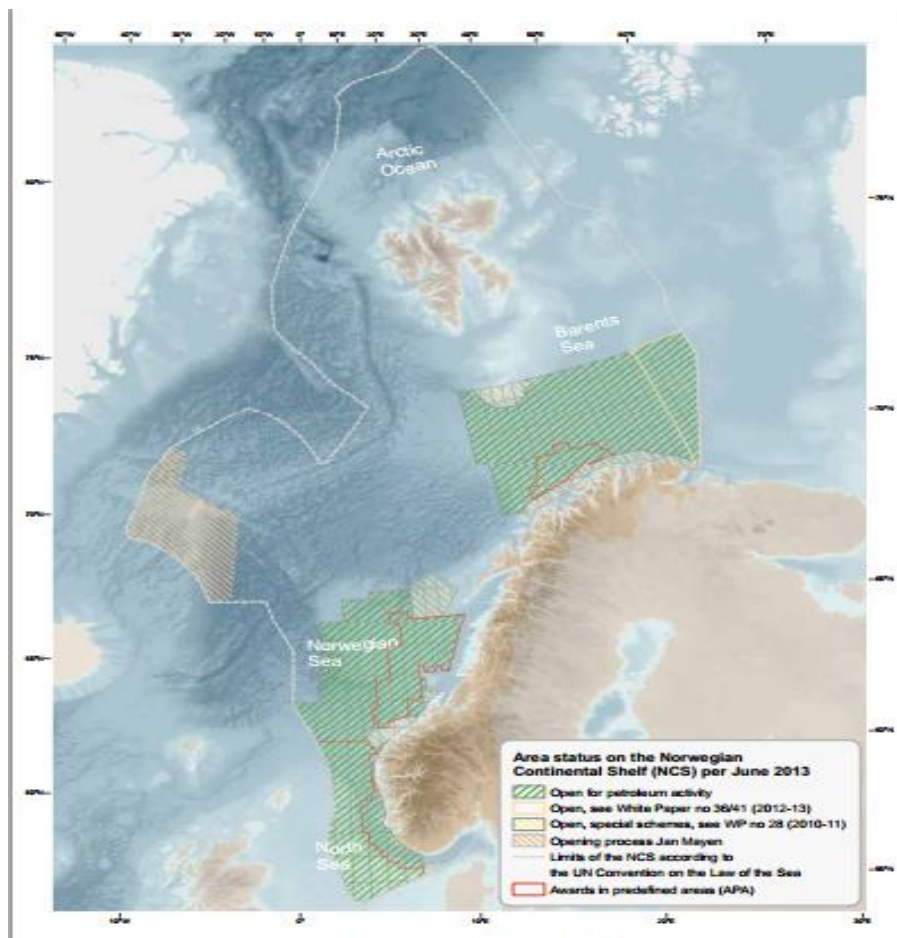 Arctic
Ocean
Barents
Sea
Norwegian
Sea
North
Sea
Area status on the Norwegian
Continental Shelf (NCS) per June 2013
Open for petroleum activity
Open, see White Paper no 36/41 (2012-13)
Open, special schemes, see WP no 28 (2010-11)
Opening process Jan Mayen
Limits of the NCS according to
the UN Convention on the Law of the Sea
Awards in predefined areas (APA)